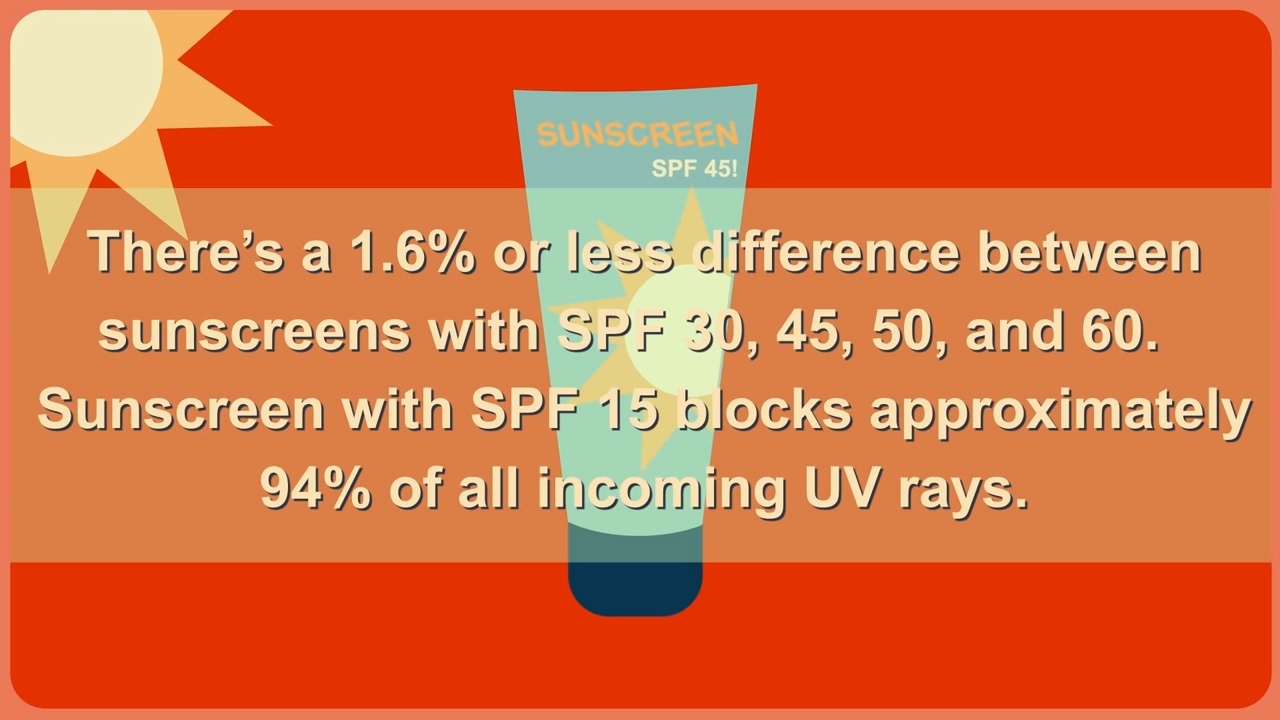 SUNSCREEN
SPF 45!
There’s a 1.6% or less difference between
sunscreens with SPF 30, 45, 50, and 60.
Sunscreen with SPF 15 blocks approximately
94% of all incoming UV rays.